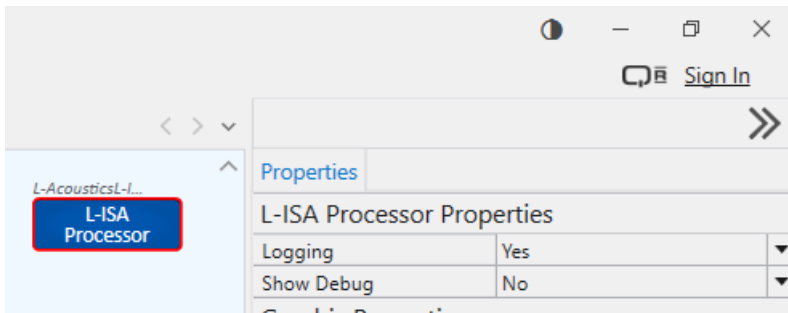 Sign In
Properties
L-AcousticsL-I...
L-ISA
Processor
L-ISA Processor Properties
Logging Yes
Show Debug No